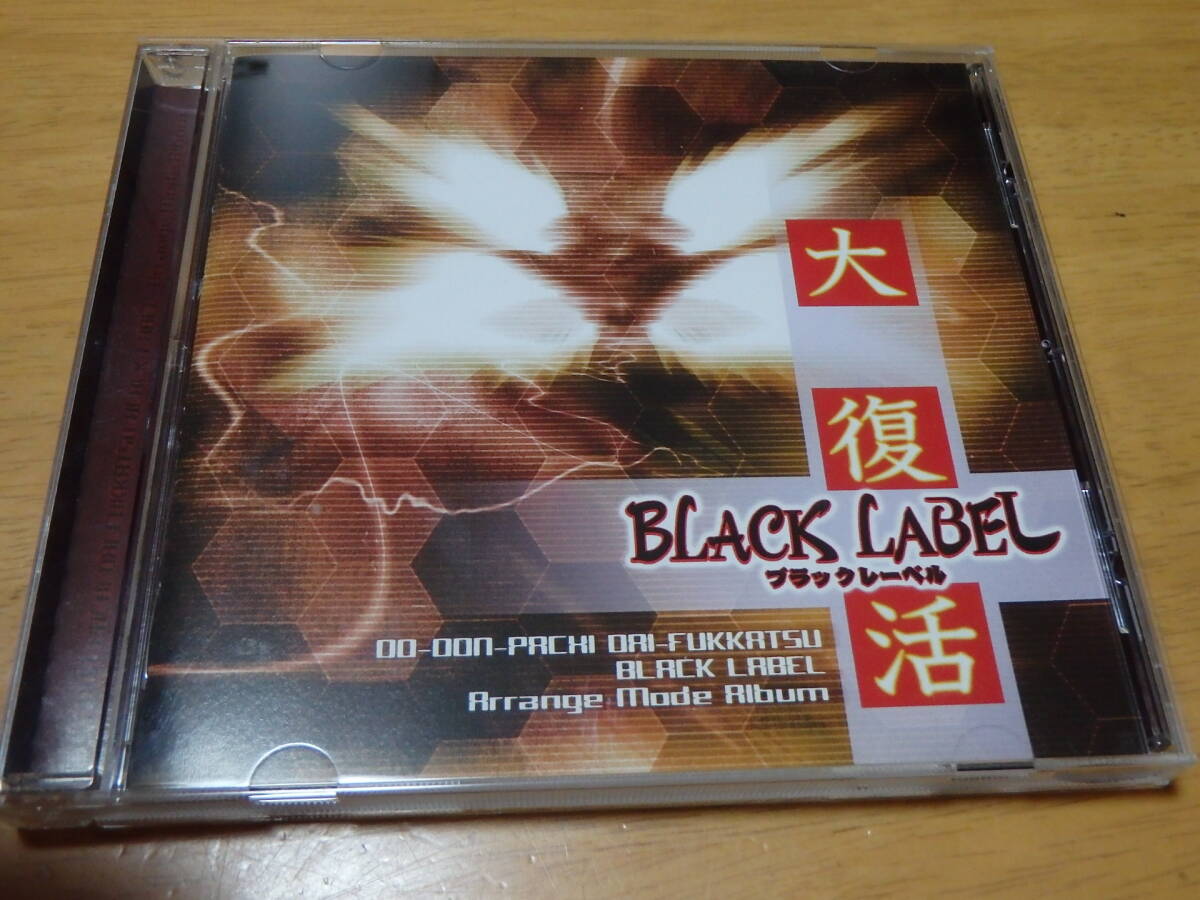 大
復
活
BLACK LABEL
ブラックレーベル
DO-DON-PACHI DAI-FUKKATSU
BLACK LABEL
Arrange Mode Album